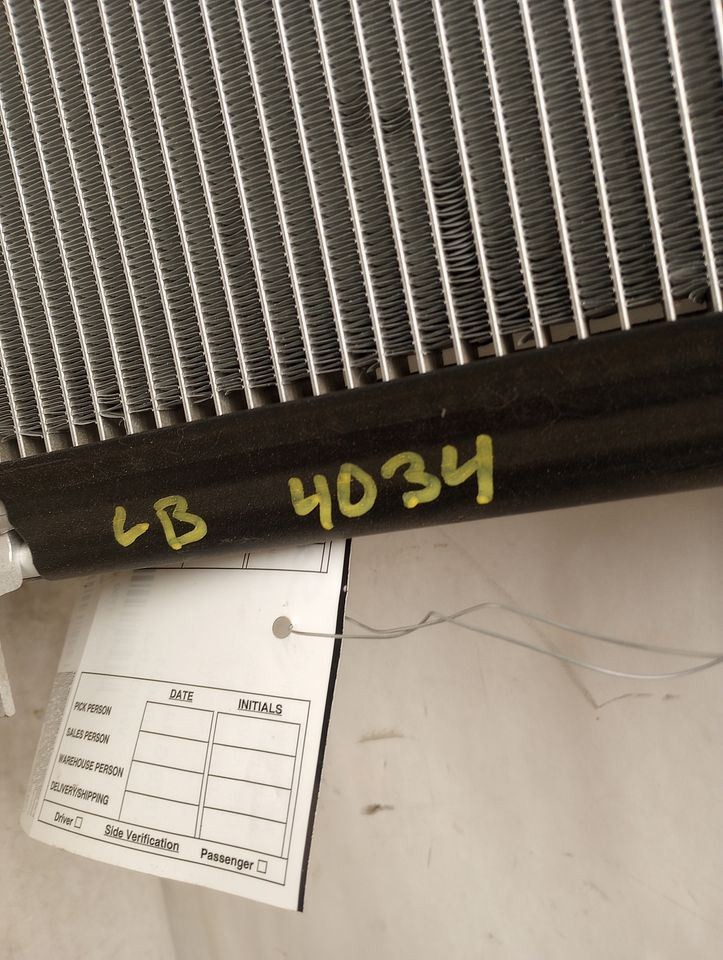 LB 4034
DATE INITIALS
PICK PERSON
SALES PERSON
WAREHOUSE PERSON
DELIVERY/SHIPPING
Driver Side Verification Passenger